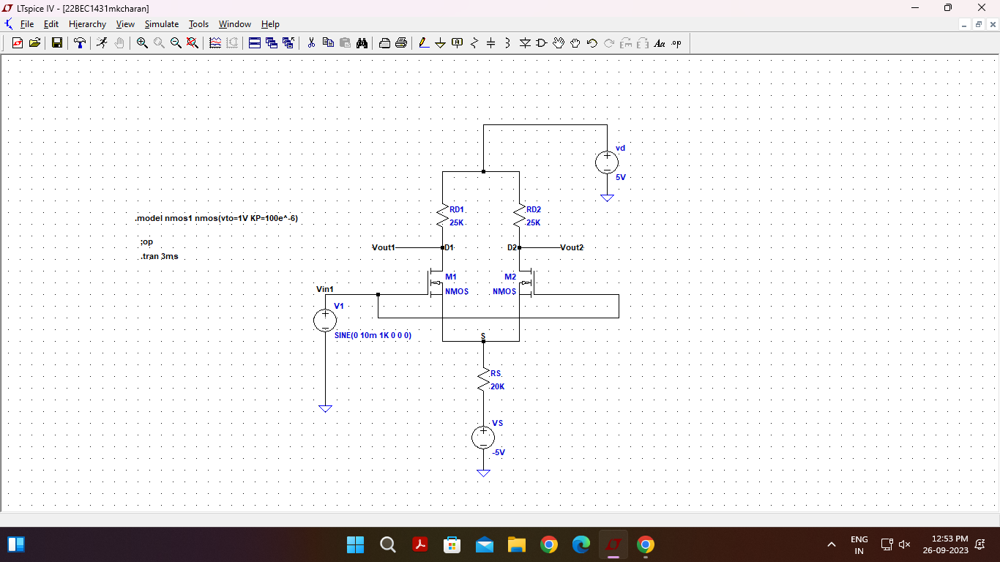 LTspice IV - [22BEC1431mkcharan]
File Edit Hierarchy View Simulate Tools Window Help
Aa .op
vd
5V
RD1
25K
RD2
25K
.model nmos1 nmos(vto=1V KP=100e^-6)
;op
.tran 3ms
Vout1 D1 D2 Vout2
M1
NMOS
M2
NMOS
Vin1
V1
SINE(0 10m 1K 0 0 0)
S
RS
20K
VS
-5V
ENG
IN
12:53 PM
26-09-2023